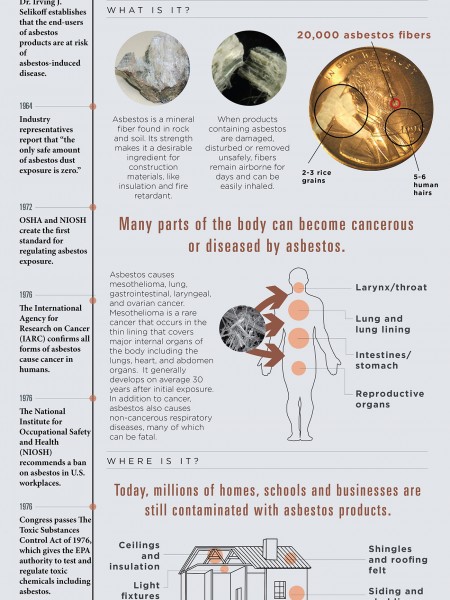 Dr. Irving J.
Selikoff establishes
that the end-users
of asbestos
products are at risk
of
asbestos-induced
disease.
1964
Industry
representatives
report that “the
only safe amount
of asbestos dust
exposure is zero.”
1972
OSHA and NIOSH
create the first
standard for
regulating asbestos
exposure.
1976
The International
Agency for
Research on Cancer
(IARC) confirms all
forms of asbestos
cause cancer in
humans.
1976
The National
Institute for
Occupational Safety
and Health
(NIOSH)
recommends a ban
on asbestos in U.S.
workplaces.
1976
Congress passes The
Toxic Substances
Control Act of 1976,
which gives the EPA
authority to test and
regulate toxic
chemicals including
asbestos.
WHAT IS IT?
Asbestos is a mineral
fiber found in rock
and soil. Its strength
makes it a desirable
ingredient for
construction
materials, like
insulation and fire
retardant.
When products
containing asbestos
are damaged,
disturbed or removed
unsafely, fibers
remain airborne for
days and can be
easily inhaled.
20,000 asbestos fibers
2-3 rice
grains
5-6
human
hairs
Many parts of the body can become cancerous
or diseased by asbestos.
Asbestos causes
mesothelioma, lung,
gastrointestinal, laryngeal,
and ovarian cancer.
Mesothelioma is a rare
cancer that occurs in the
thin lining that covers
major internal organs of
the body including the
lungs, heart, and abdomen
organs. It generally
develops on average 30
years after initial exposure.
In addition to cancer,
asbestos also causes
non-cancerous respiratory
diseases, many of which
can be fatal.
Larynx/throat
Lung and
lung lining
Intestines/
stomach
Reproductive
organs
WHERE IS IT?
Today, millions of homes, schools and businesses are
still contaminated with asbestos products.
Ceilings
and
insulation
Light
fixtures
Shingles
and roofing
felt
Siding and